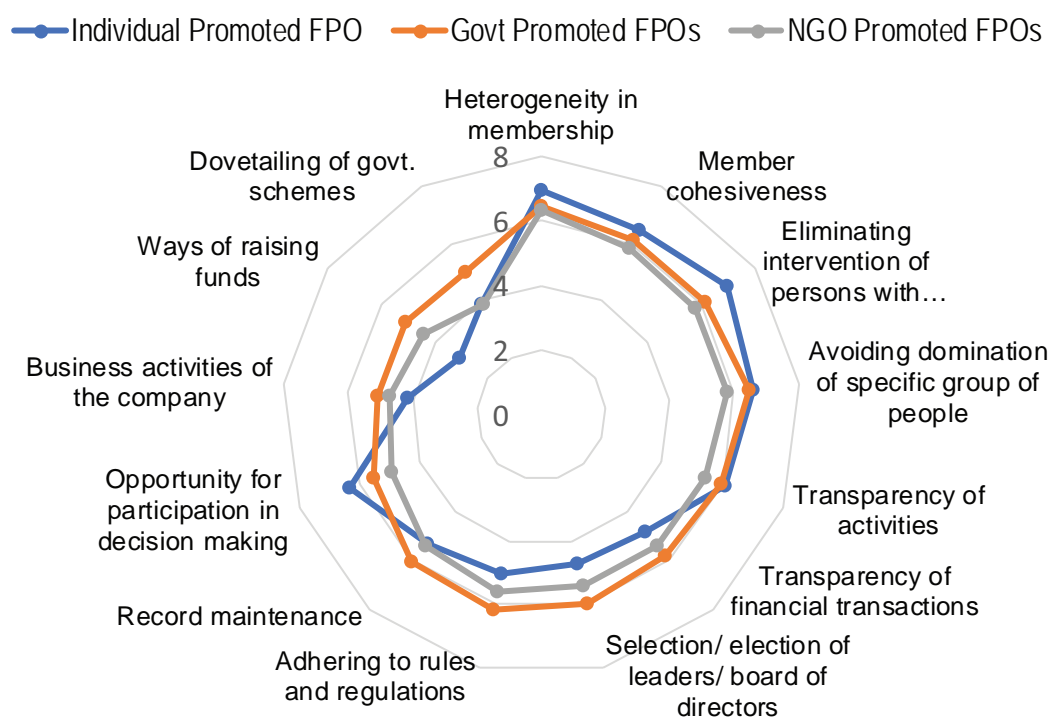 Individual Promoted FPO
Govt Promoted FPOs
NGO Promoted FPOs
Heterogeneity in
membership
Member
cohesiveness
Eliminating
intervention of
persons with…
Avoiding domination
of specific group of
people
Transparency of
activities
Transparency of
financial transactions
Selection/ election of
leaders/ board of
directors
Adhering to rules
and regulations
Record maintenance
Opportunity for
participation in
decision making
Business activities of
the company
Ways of raising
funds
Dovetailing of govt.
schemes
8
6
4
2
0